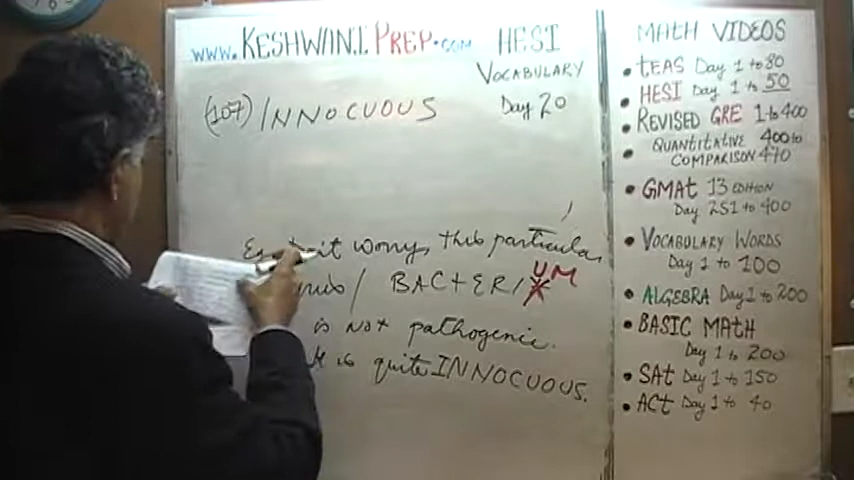 www.KESHWANIPREP.com
HESI
VOCABULARY
Day 20
(107) INNOCUOUS
worry, this particular
/ BACTERIUM
is not pathogenic.
It is quite INNOCUOUS.
MATH VIDEOS
• TEAS Day 1 to 80
• HESI Day 1 to 50
• REVISED GRE 1 to 400
• QUANTITATIVE 400 to
COMPARISON 470
• GMAT 13 EDITION
Day 251 to 400
• VOCABULARY WORDS
Day 1 to 100
• ALGEBRA Day 1 to 200
• BASIC MATH
Day 1 to 200
• SAT Day 1 to 150
• ACT Day 1 to 40